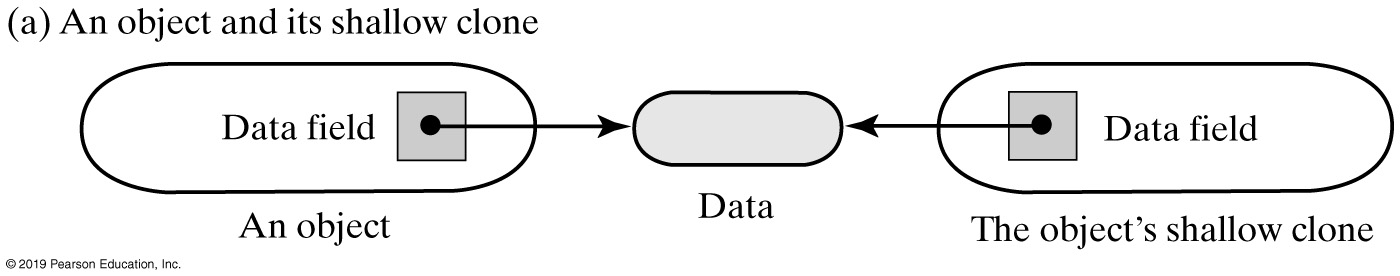 (a) An object and its shallow clone
Data field
Data field
An object
Data
The object’s shallow clone
© 2019 Pearson Education, Inc.